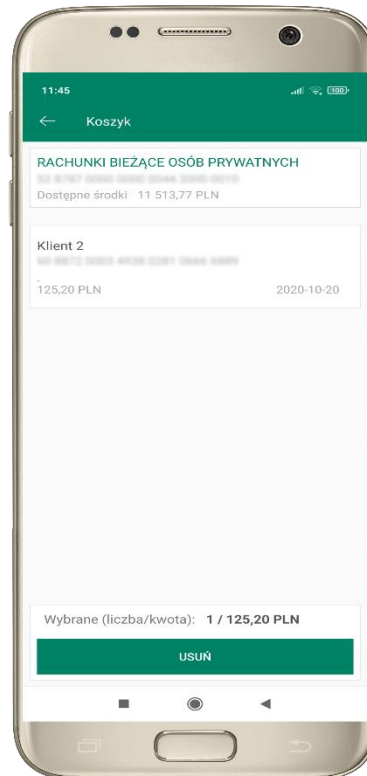 11:45
100
Koszyk
RACHUNKI BIEŻĄCE OSÓB PRYWATNYCH
Dostępne środki 11 513,77 PLN
Klient 2
125,20 PLN 2020-10-20
Wybrane (liczba/kwota): 1 / 125,20 PLN
USUŃ